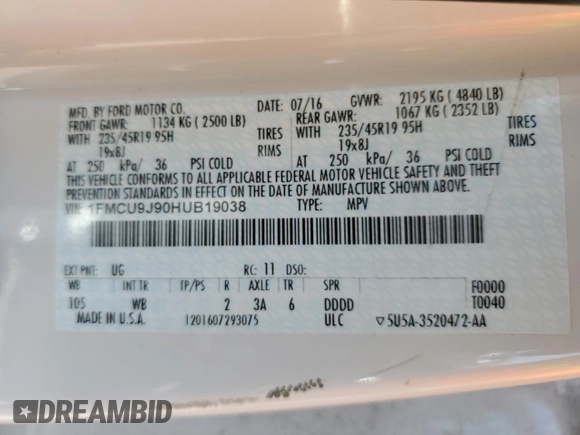 MFD. BY FORD MOTOR CO. DATE: 07/16 GVWR: 2195 KG ( 4840 LB)
FRONT GAWR: 1134 KG ( 2500 LB) REAR GAWR: 1067 KG ( 2352 LB)
WITH 235/45R19 95H TIRES WITH 235/45R19 95H TIRES
19x8J RIMS 19x8J RIMS
AT 250 kPa/ 36 PSI COLD AT 250 kPa/ 36 PSI COLD
THIS VEHICLE CONFORMS TO ALL APPLICABLE FEDERAL MOTOR VEHICLE SAFETY AND THEFT
PREVENTION STANDARDS IN EFFECT ON THE DATE OF MANUFACTURE SHOWN ABOVE.
VIN: 1FMCU9J90HUB19038 TYPE: MPV
EXT PNT: UG RC: 11 DSO:
WB INT TR TP/PS R AXLE TR SPR F0000
105 WB 2 3A 6 DDDD T0040
MADE IN U.S.A. 1201607293075 ULC 5U5A-3520472-AA
DREAMBID